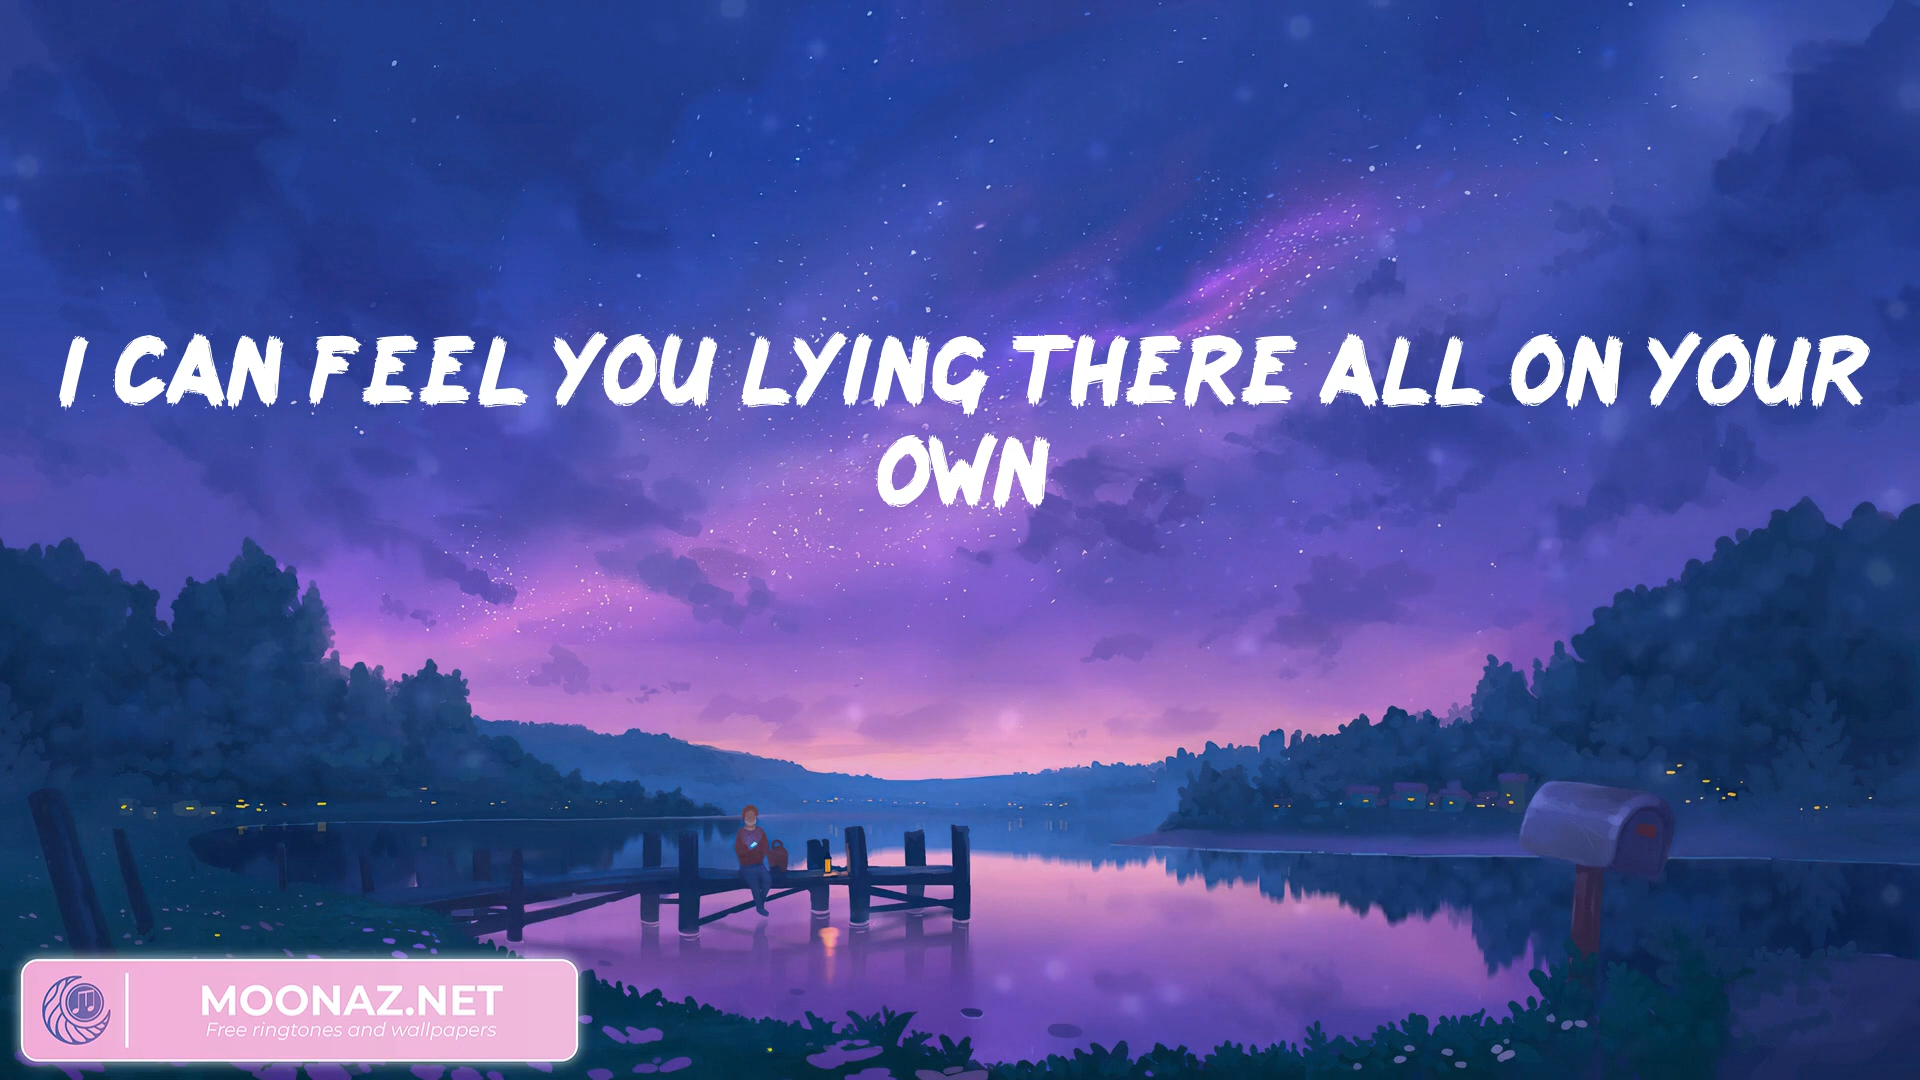 I CAN FEEL YOU LYING THERE ALL ON YOUR
OWN
MOONAZ.NET
Free ringtones and wallpapers